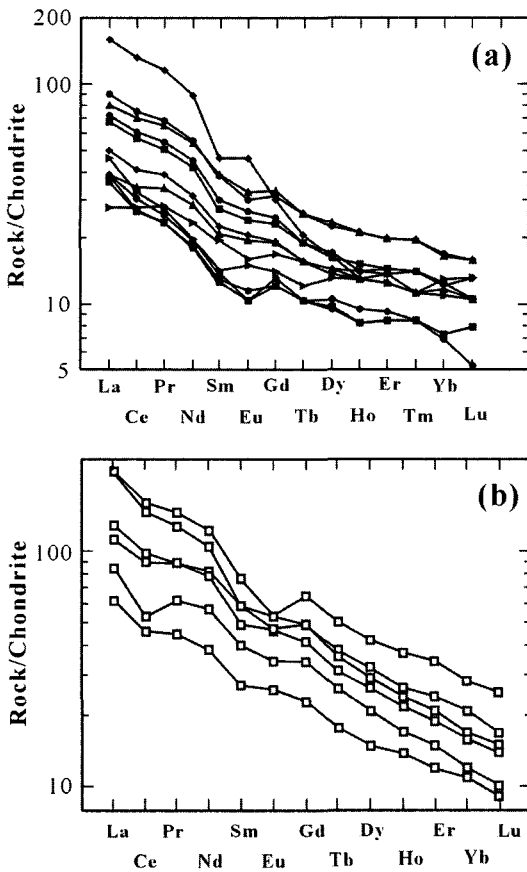 200
(a)
100
Rock/Chondrite
10
5
La Pr Sm Gd Dy Er Yb
Ce Nd Eu Tb Ho Tm Lu
(b)
100
Rock/Chondrite
10
La Pr Sm Gd Dy Er Lu
Ce Nd Eu Tb Ho Yb